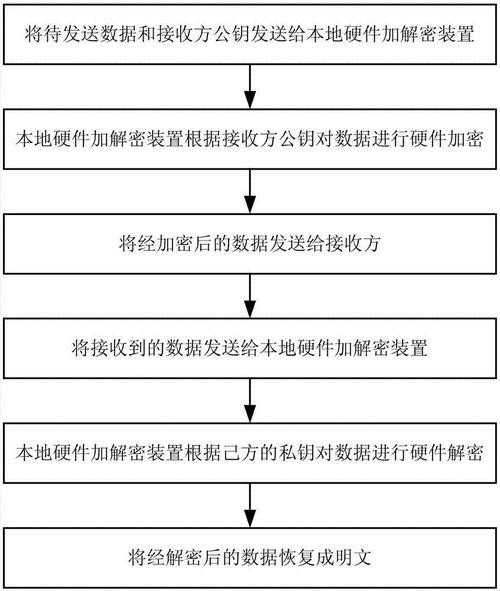 将待发送数据和接收方公钥发送给本地硬件加解密装置
本地硬件加解密装置根据接收方公钥对数据进行硬件加密
将经加密后的数据发送给接收方
将接收到的数据发送给本地硬件加解密装置
本地硬件加解密装置根据己方的私钥对数据进行硬件解密
将经解密后的数据恢复成明文